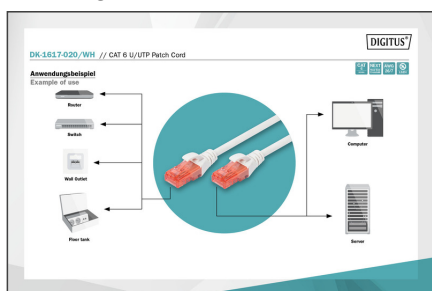 DIGITUS®
DK-1617-020/WH // CAT 6 U/UTP Patch Cord
Anwendungsbeispiel
Example of use
Router
Switch
Wall Outlet
Floor tank
Computer
Server